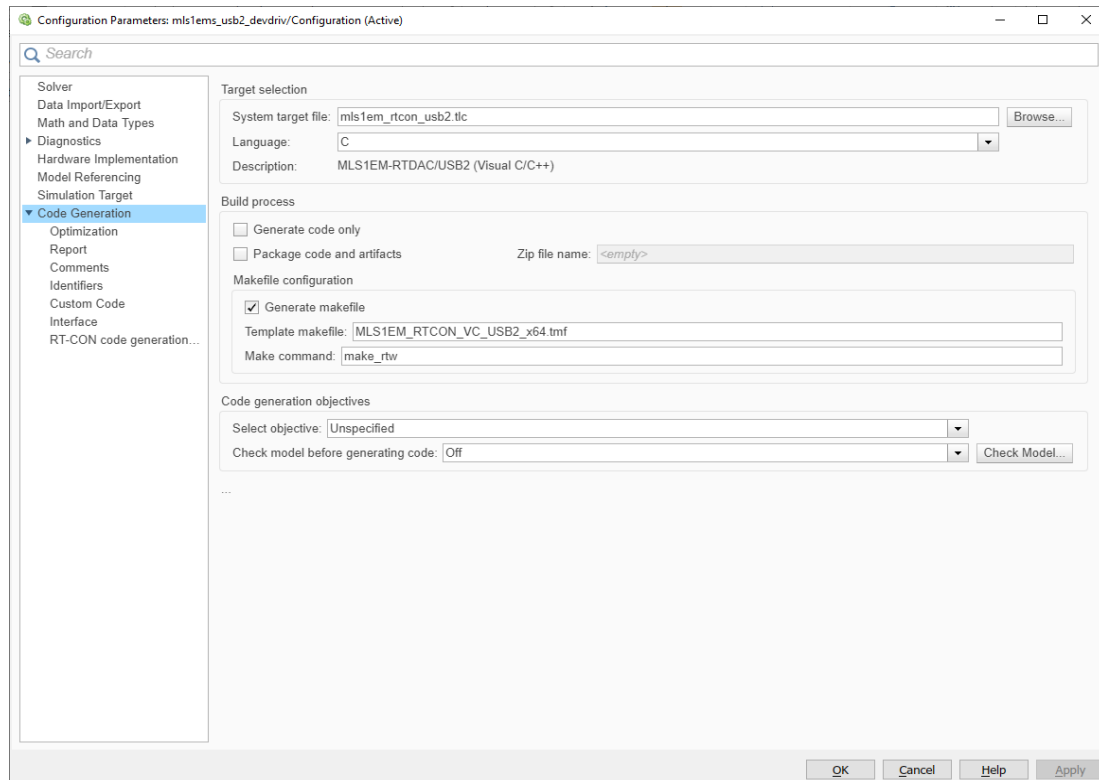 Configuration Parameters: mls1ems_usb2_devdriv/Configuration (Active)
Search
Solver
Data Import/Export
Math and Data Types
Diagnostics
Hardware Implementation
Model Referencing
Simulation Target
Code Generation
Optimization
Report
Comments
Identifiers
Custom Code
Interface
RT-CON code generation...
Target selection
System target file: mls1em_rtcon_usb2.tlc Browse...
Language: C
Description: MLS1EM-RTDAC/USB2 (Visual C/C++)
Build process
Generate code only
Package code and artifacts Zip file name: <empty>
Makefile configuration
Generate makefile
Template makefile: MLS1EM_RTCON_VC_USB2_x64.tmf
Make command: make_rtw
Code generation objectives
Select objective: Unspecified
Check model before generating code: Off Check Model...
...
OK Cancel Help Apply